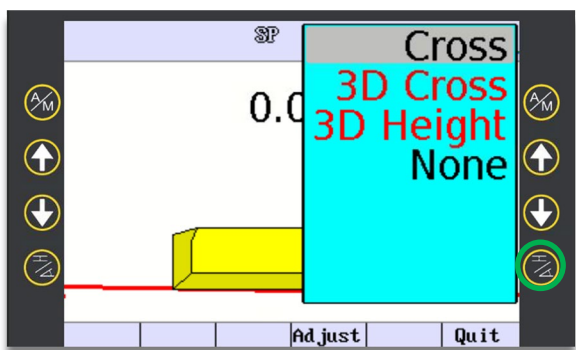 SP
Cross
3D Cross
0.0
3D Height
None
A/M
A/M
Adjust
Quit